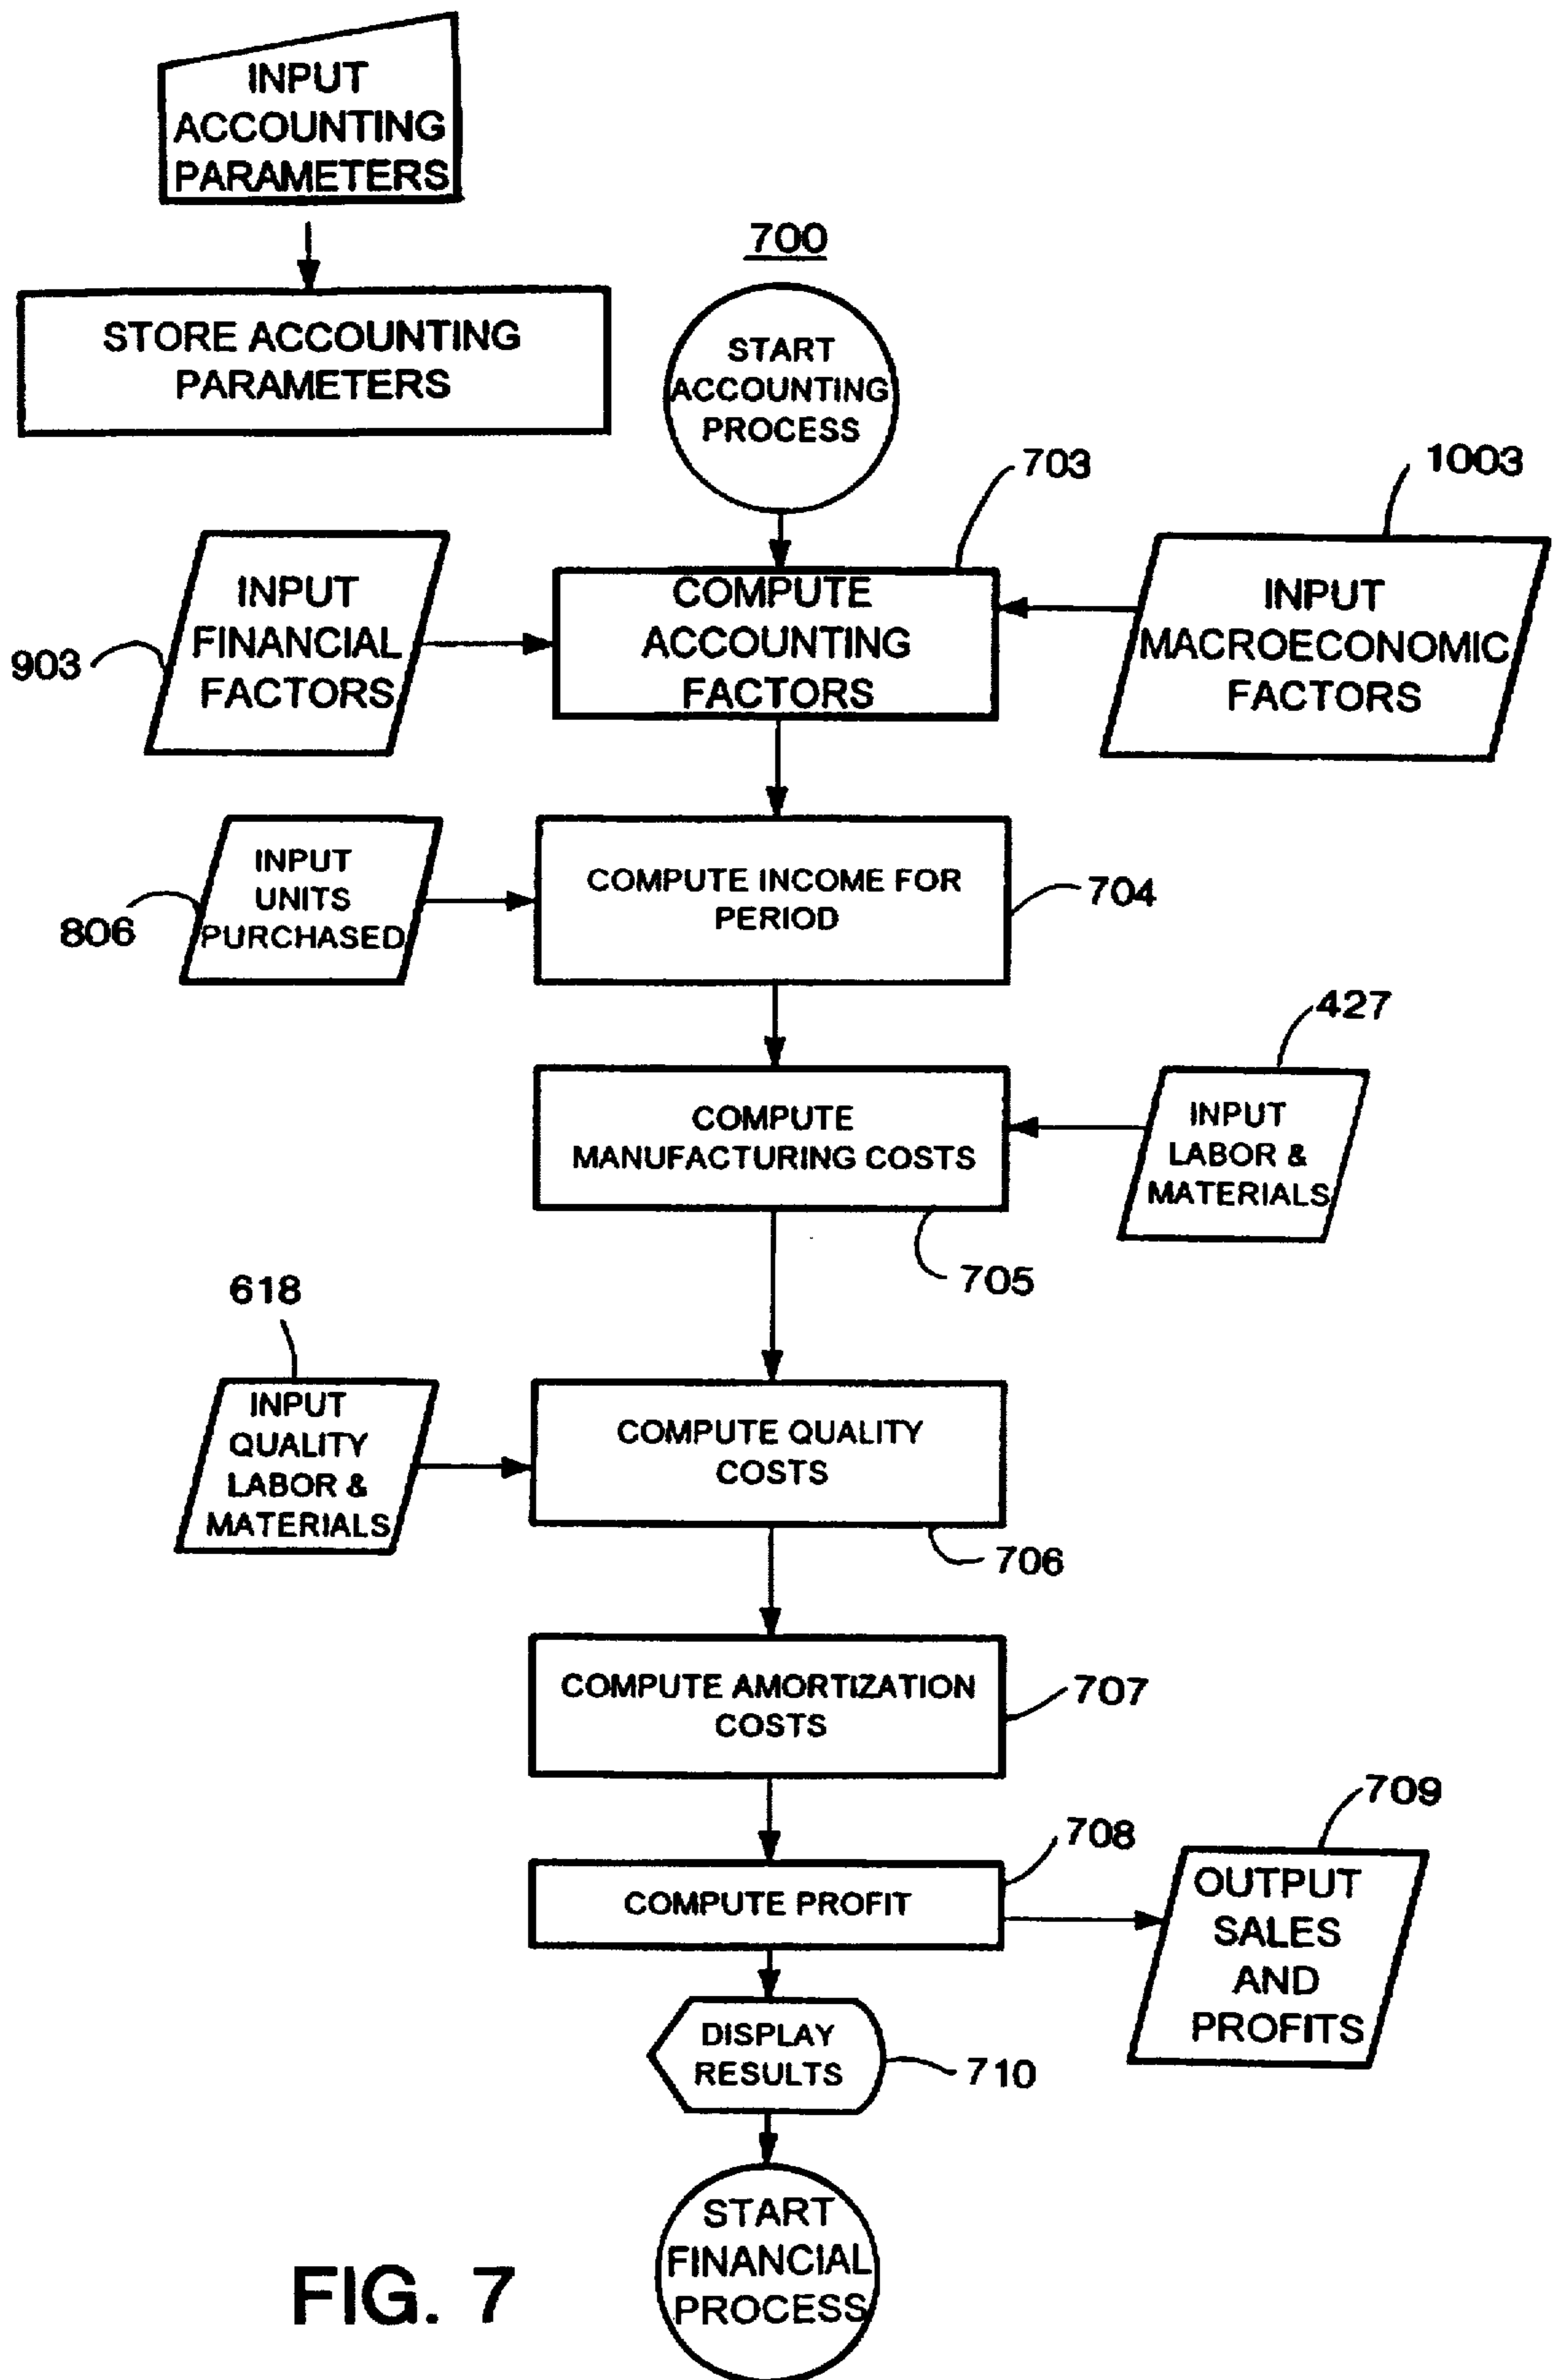 INPUT
ACCOUNTING
PARAMETERS
STORE ACCOUNTING
PARAMETERS
700
START
ACCOUNTING
PROCESS
703
1003
INPUT
FINANCIAL
FACTORS
903
COMPUTE
ACCOUNTING
FACTORS
INPUT
MACROECONOMIC
FACTORS
INPUT
UNITS
PURCHASED
806
COMPUTE INCOME FOR
PERIOD
704
427
COMPUTE
MANUFACTURING COSTS
INPUT
LABOR &
MATERIALS
705
618
INPUT
QUALITY
LABOR &
MATERIALS
COMPUTE QUALITY
COSTS
706
COMPUTE AMORTIZATION
COSTS
707
709
708
COMPUTE PROFIT
OUTPUT
SALES
AND
PROFITS
DISPLAY
RESULTS
710
START
FINANCIAL
PROCESS
FIG. 7